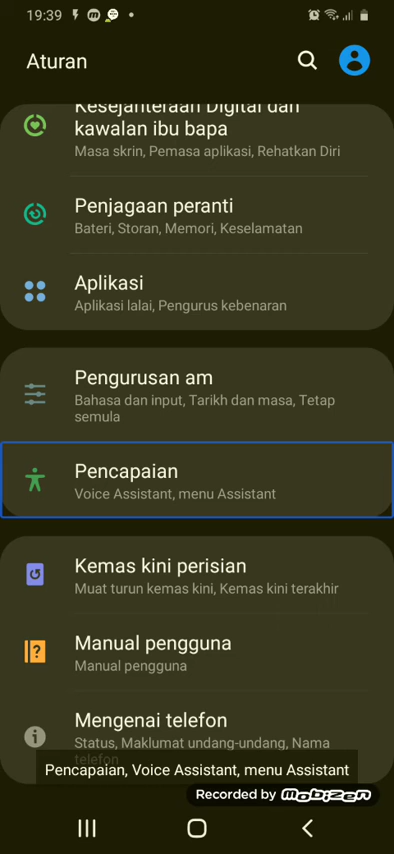 19:39
Aturan
Kesejahteraan Digital dan
kawalan ibu bapa
Masa skrin, Pemasa aplikasi, Rehatkan Diri
Penjagaan peranti
Bateri, Storan, Memori, Keselamatan
Aplikasi
Aplikasi lalai, Pengurus kebenaran
Pengurusan am
Bahasa dan input, Tarikh dan masa, Tetap
semula
Pencapaian
Voice Assistant, menu Assistant
Kemas kini perisian
Muat turun kemas kini, Kemas kini terakhir
Manual pengguna
Manual pengguna
Mengenai telefon
Status, Maklumat undang-undang, Nama
telefon
Pencapaian, Voice Assistant, menu Assistant
Recorded by mobizen